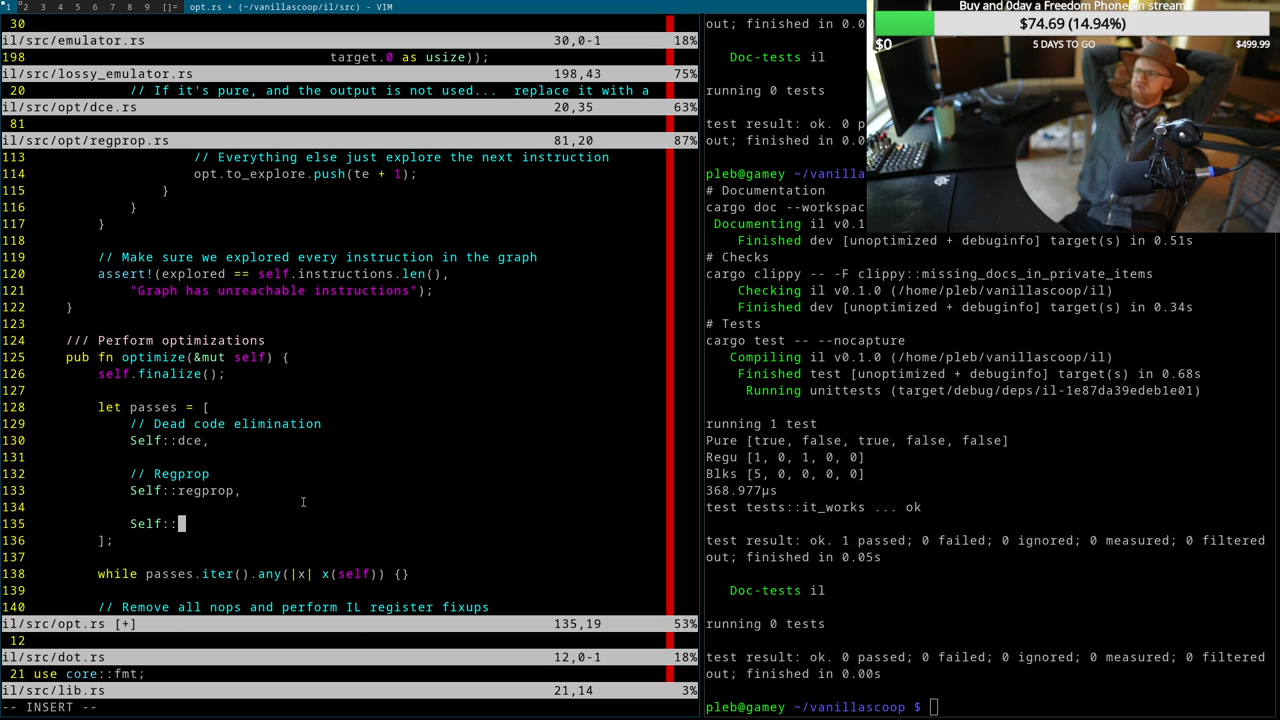 1 2 3 4 5 6 7 8 9 []= opt.rs + (~/vanillascoop/il/src) - VIM
30
il/src/emulator.rs 30,0-1 18%
198 target.0 as usize));
il/src/lossy_emulator.rs 198,43 75%
20 // If it's pure, and the output is not used... replace it with a
il/src/opt/dce.rs 20,35 63%
81
il/src/opt/regprop.rs 81,20 87%
113 // Everything else just explore the next instruction
114 opt.to_explore.push(te + 1);
115 }
116 }
117 }
118
119 // Make sure we explored every instruction in the graph
120 assert!(explored == self.instructions.len(),
121 "Graph has unreachable instructions");
122 }
123
124 /// Perform optimizations
125 pub fn optimize(&mut self) {
126 self.finalize();
127
128 let passes = [
129 // Dead code elimination
130 Self::dce,
131
132 // Regprop
133 Self::regprop,
134
135 Self::
136 ];
137
138 while passes.iter().any(|x| x(self)) {}
139
140 // Remove all nops and perform IL register fixups
il/src/opt.rs [+] 135,19 53%
12
il/src/dot.rs 12,0-1 18%
21 use core::fmt;
il/src/lib.rs 21,14 3%
-- INSERT --
out; finished in 0.0
Doc-tests il
running 0 tests
test result: ok. 0 p
out; finished in 0.0
pleb@gamey ~/vanilla
# Documentation
cargo doc --workspac
Documenting il v0.1
Finished dev [unoptimized + debuginfo] target(s) in 0.51s
# Checks
cargo clippy -- -F clippy::missing_docs_in_private_items
Checking il v0.1.0 (/home/pleb/vanillascoop/il)
Finished dev [unoptimized + debuginfo] target(s) in 0.34s
# Tests
cargo test -- --nocapture
Compiling il v0.1.0 (/home/pleb/vanillascoop/il)
Finished test [unoptimized + debuginfo] target(s) in 0.68s
Running unittests (target/debug/deps/il-1e87da39edeb1e01)
running 1 test
Pure [true, false, true, false, false]
Regu [1, 0, 1, 0, 0]
Blks [5, 0, 0, 0, 0]
368.977µs
test tests::it_works ... ok
test result: ok. 1 passed; 0 failed; 0 ignored; 0 measured; 0 filtered
out; finished in 0.05s
Doc-tests il
running 0 tests
test result: ok. 0 passed; 0 failed; 0 ignored; 0 measured; 0 filtered
out; finished in 0.00s
pleb@gamey ~/vanillascoop $
Buy and 0day a Freedom Phone on stream
$74.69 (14.94%)
$0 5 DAYS TO GO $499.99